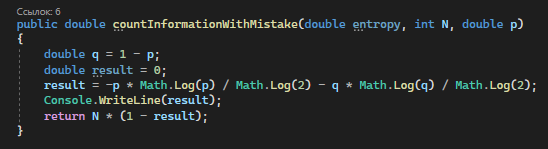 Ссылок: 6
public double countInformationWithMistake(double entropy, int N, double p)
{
double q = 1 - p;
double result = 0;
result = -p * Math.Log(p) / Math.Log(2) - q * Math.Log(q) / Math.Log(2);
Console.WriteLine(result);
return N * (1 - result);
}